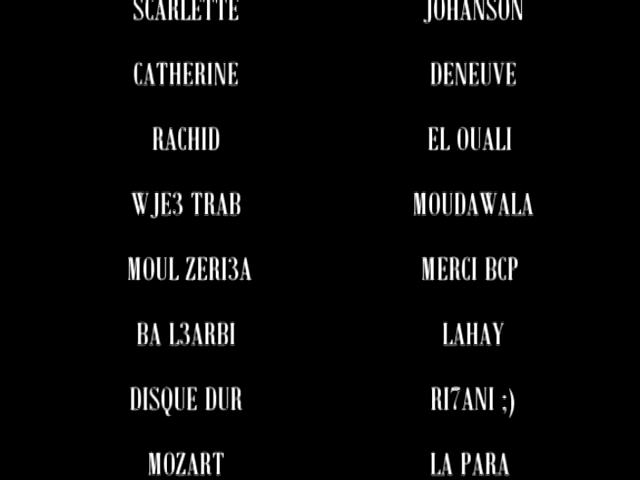 SCARLETTE JOHANSON
CATHERINE DENEUVE
RACHID EL OUALI
WJE3 TRAB MOUDAWALA
MOUL ZERI3A MERCI BCP
BA L3ARBI LAHAY
DISQUE DUR RI7ANI ;)
MOZART LA PARA